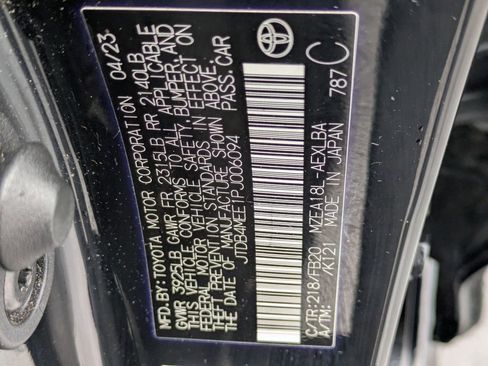 MFD. BY: TOYOTA MOTOR CORPORATION 04/23
GVWR 3925LB GAWR FR 2315LB RR 2140LB
THIS VEHICLE CONFORMS TO ALL APPLICABLE
FEDERAL MOTOR VEHICLE SAFETY, BUMPER, AND
THEFT PREVENTION STANDARDS IN EFFECT ON
THE DATE OF MANUFACTURE SHOWN ABOVE.
JTDB4MEE1PJ006094 PASS. CAR
C/TR: 218/FB20 MZEA18L-AEXLBA
A/TM: /K121 MADE IN JAPAN 787 C